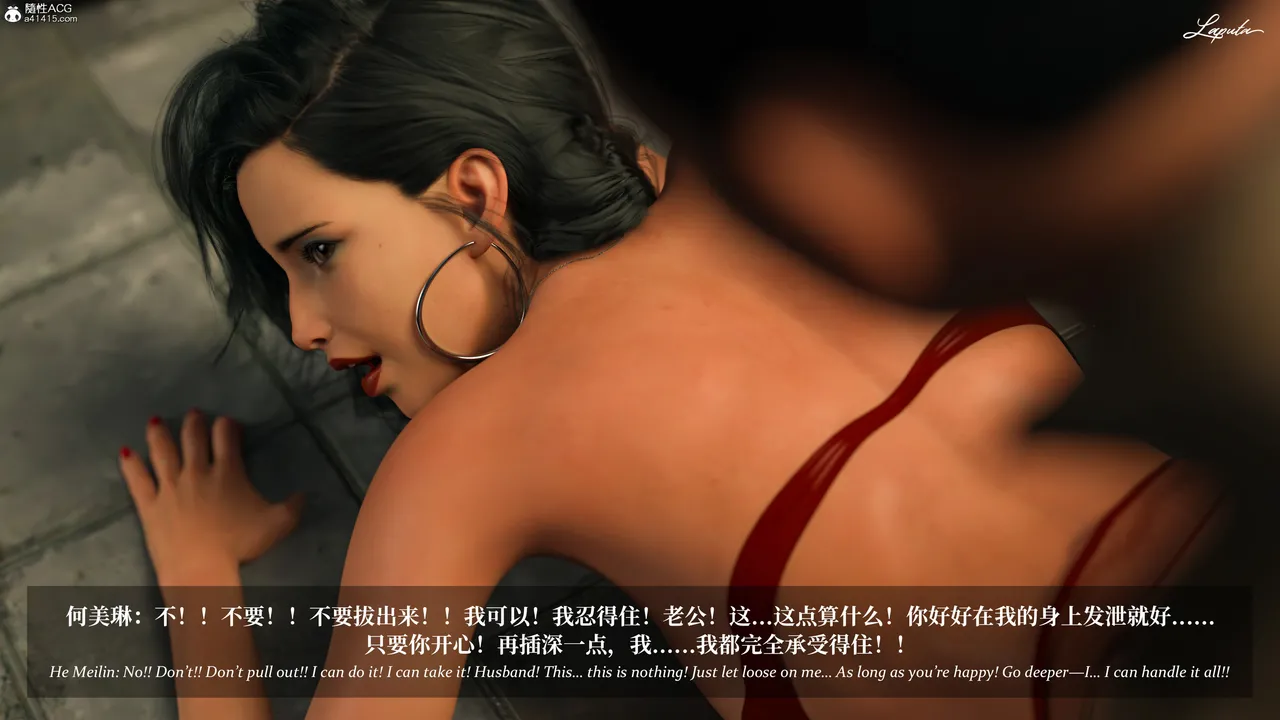 隨性ACG
a41415.com
Laputa
何美琳：不！！不要！！不要拔出来！！我可以！我忍得住！老公！这…这点算什么！你好好在我的身上发泄就好……
只要你开心！再插深一点，我……我都完全承受得住！！
He Meilin: No!! Don't!! Don't pull out!! I can do it! I can take it! Husband! This... this is nothing! Just let loose on me... As long as you're happy! Go deeper—I... I can handle it all!!